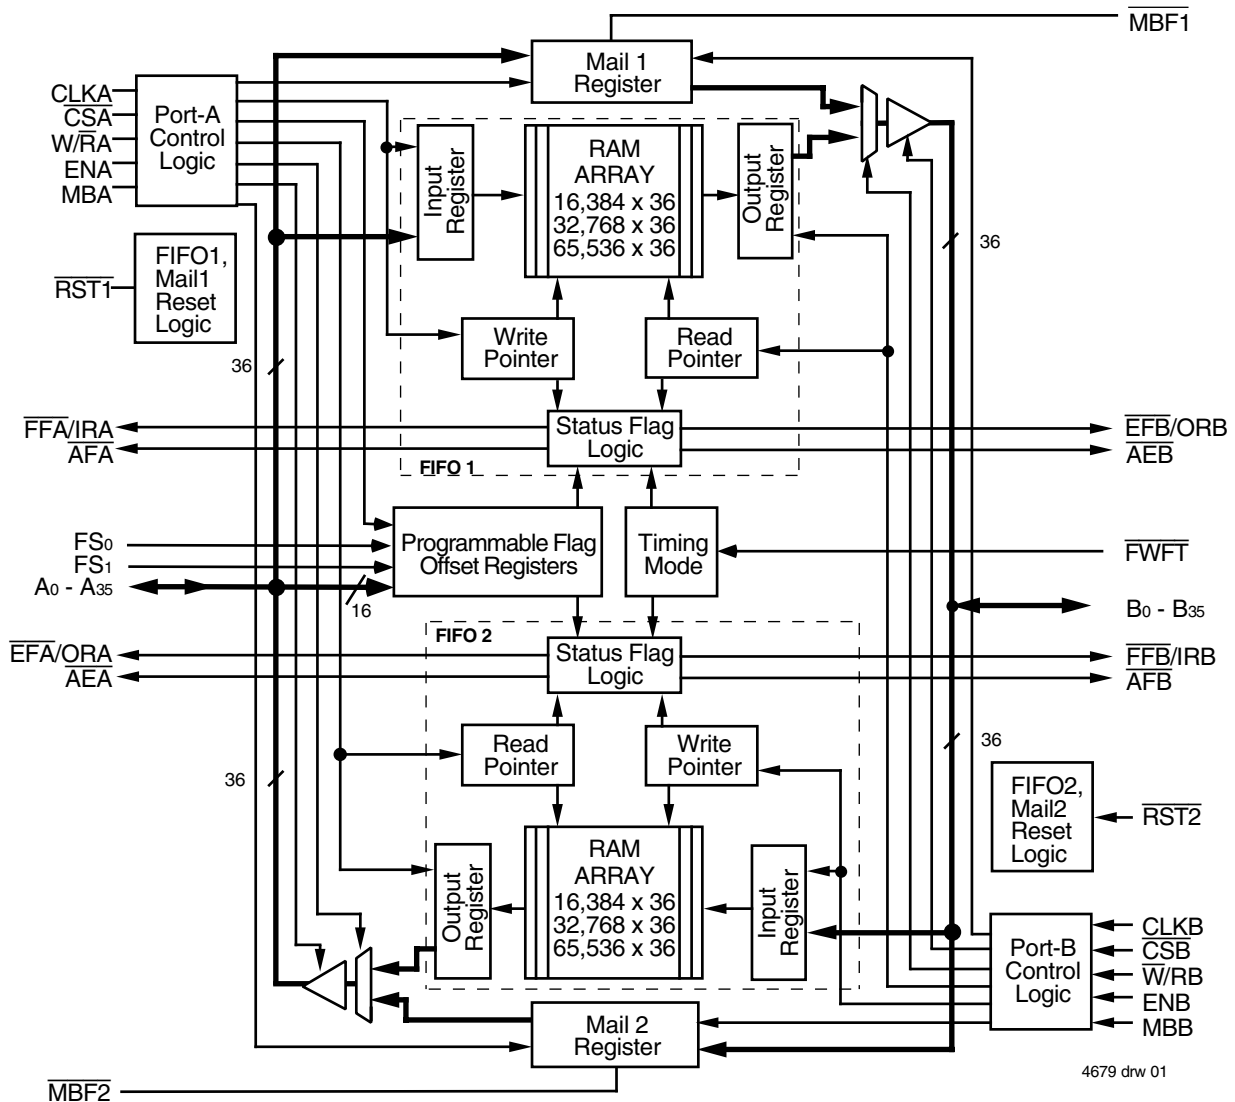 MBF1
Mail 1
Register
CLKA
CSA
W/RA
ENA
MBA
Port-A
Control
Logic
Input
Register
RAM
ARRAY
16,384 x 36
32,768 x 36
65,536 x 36
Output
Register
36
RST1
FIFO1,
Mail1
Reset
Logic
Write
Pointer
Read
Pointer
36
FFA/IRA
AFA
Status Flag
Logic
EFB/ORB
AEB
FIFO 1
FS0
FS1
A0 - A35
Programmable Flag
Offset Registers
16
Timing
Mode
FWFT
B0 - B35
FIFO 2
EFA/ORA
AEA
Status Flag
Logic
FFB/IRB
AFB
Read
Pointer
Write
Pointer
36
36
FIFO2,
Mail2
Reset
Logic
RST2
Output
Register
RAM
ARRAY
16,384 x 36
32,768 x 36
65,536 x 36
Input
Register
Port-B
Control
Logic
CLKB
CSB
W/RB
ENB
MBB
Mail 2
Register
MBF2
4679 drw 01